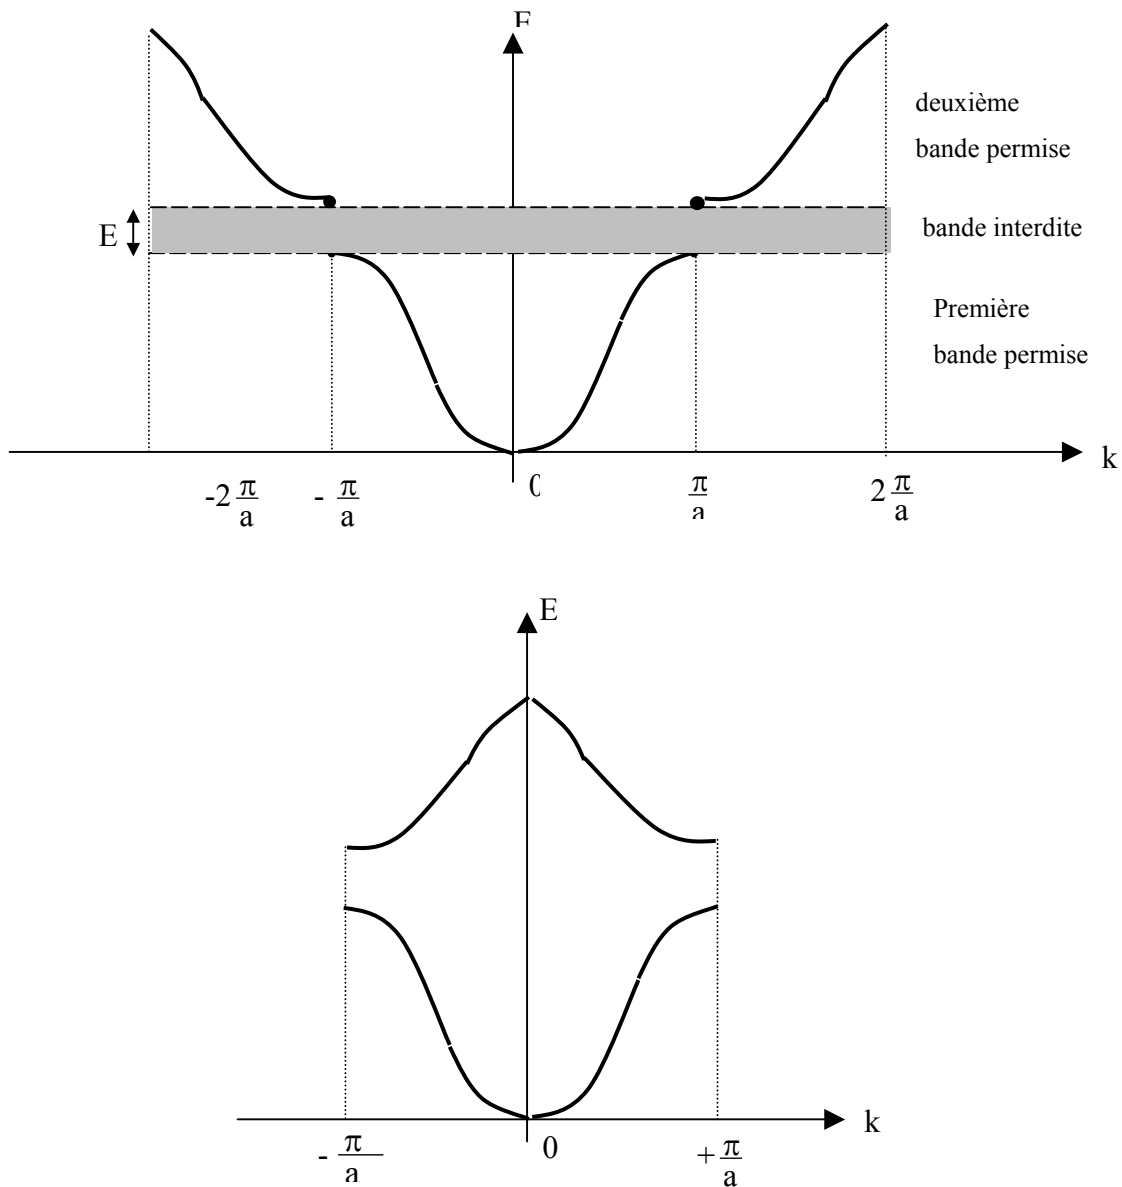 E
deuxième
bande permise
E
bande interdite
Première
bande permise
k
-2 π/a
- π/a
0
π/a
2 π/a
E
k
- π/a
0
+ π/a